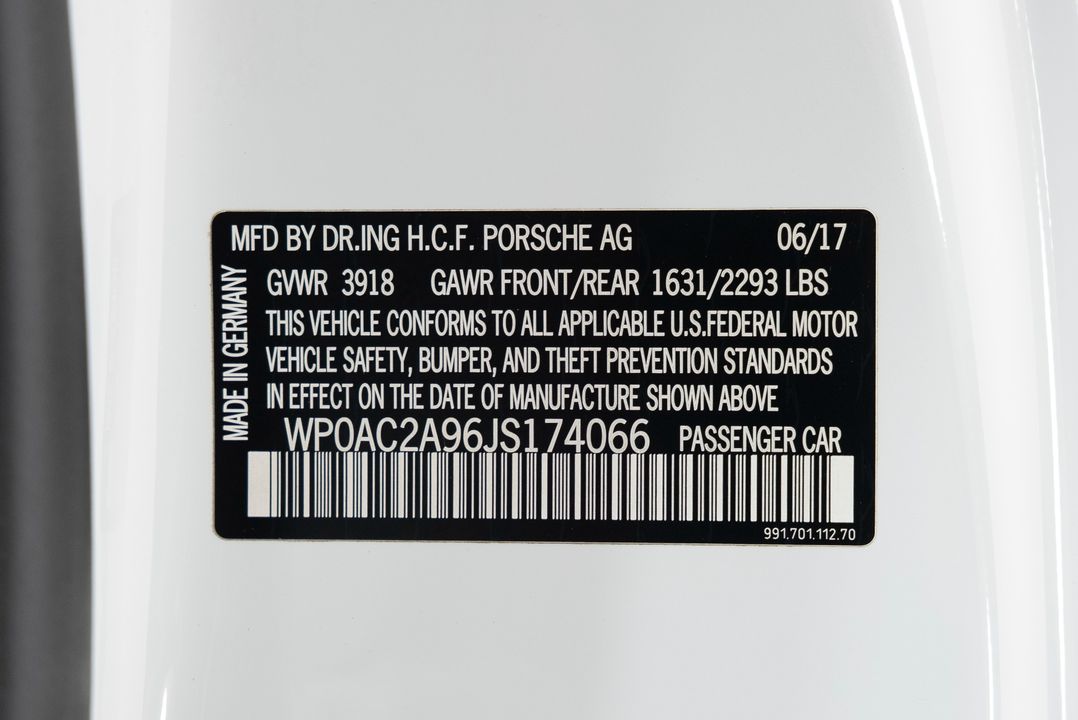 MFD BY DR.ING H.C.F. PORSCHE AG 06/17
GVWR 3918 GAWR FRONT/REAR 1631/2293 LBS
THIS VEHICLE CONFORMS TO ALL APPLICABLE U.S.FEDERAL MOTOR
VEHICLE SAFETY, BUMPER, AND THEFT PREVENTION STANDARDS
IN EFFECT ON THE DATE OF MANUFACTURE SHOWN ABOVE
WP0AC2A96JS174066 PASSENGER CAR
991.701.112.70
MADE IN GERMANY